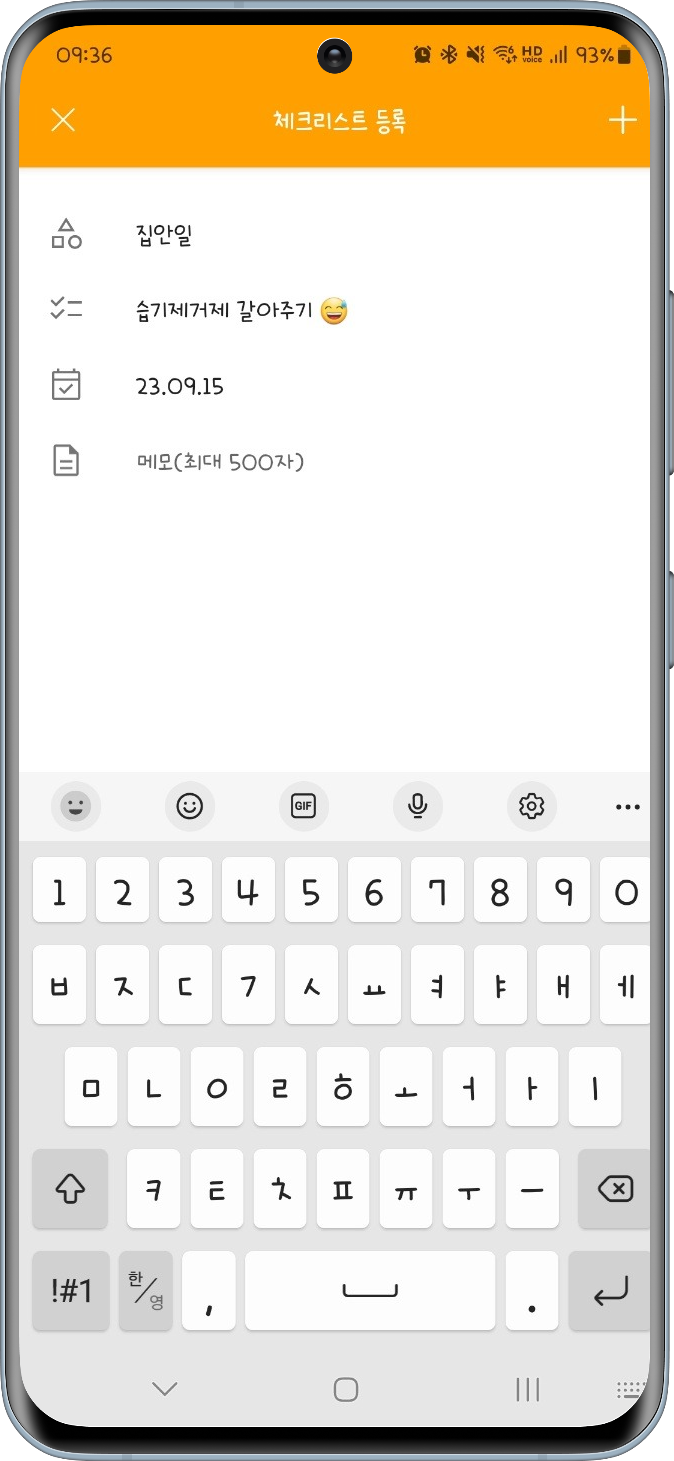 09:36 HD voice 93%
체크리스트 등록
집안일
습기제거제 갈아주기 😅
23.09.15
메모(최대 500자)
GIF
1 2 3 4 5 6 7 8 9 0
ㅂ ㅈ ㄷ ㄱ ㅅ ㅛ ㅕ ㅑ ㅐ ㅔ
ㅁ ㄴ ㅇ ㄹ ㅎ ㅗ ㅓ ㅏ ㅣ
ㅋ ㅌ ㅊ ㅍ ㅠ ㅜ ㅡ
!#1 한/영 , .